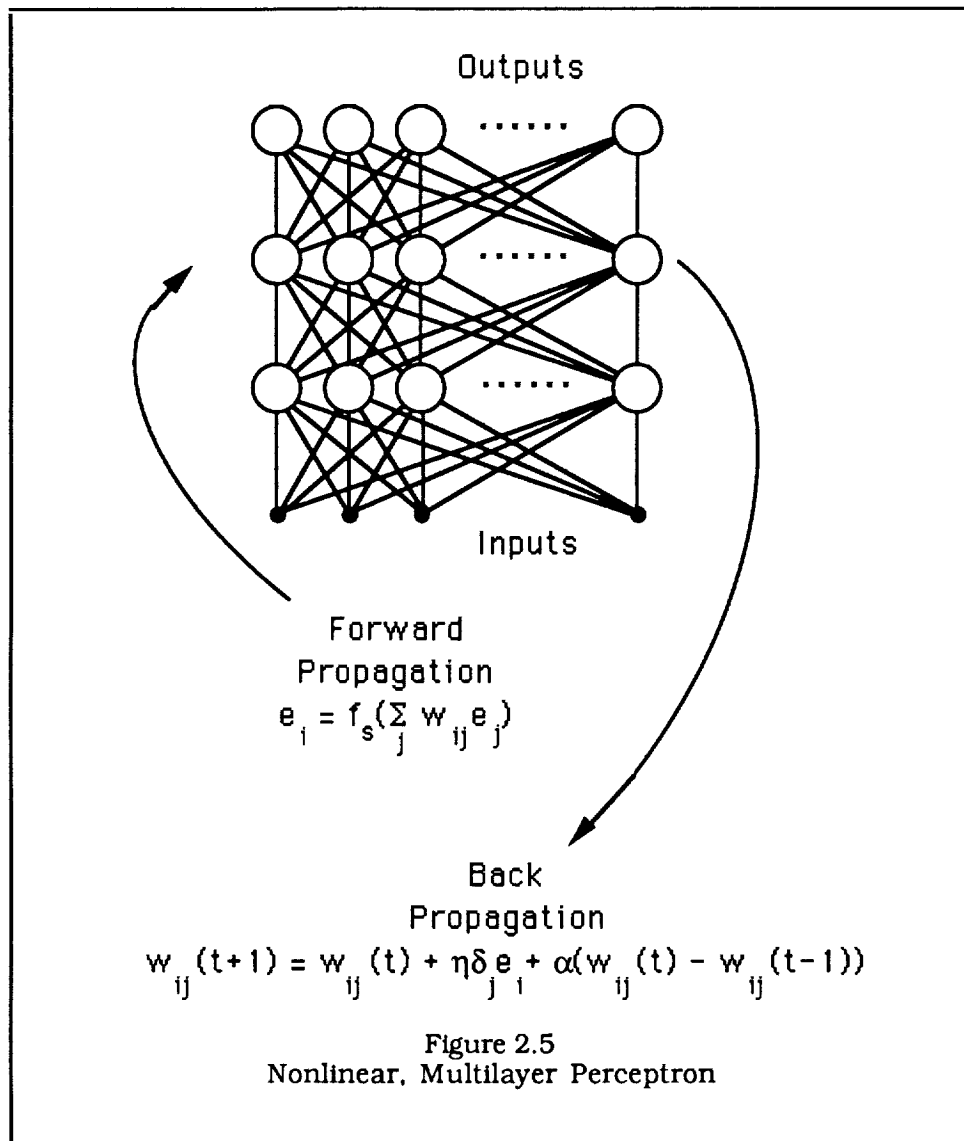 Outputs
......
......
......
Inputs
Forward
Propagation
e_i = f_s(Σ_j w_ij e_j)
Back
Propagation
w_ij(t+1) = w_ij(t) + ηδ_j e_i + α(w_ij(t) - w_ij(t-1))
Figure 2.5
Nonlinear, Multilayer Perceptron